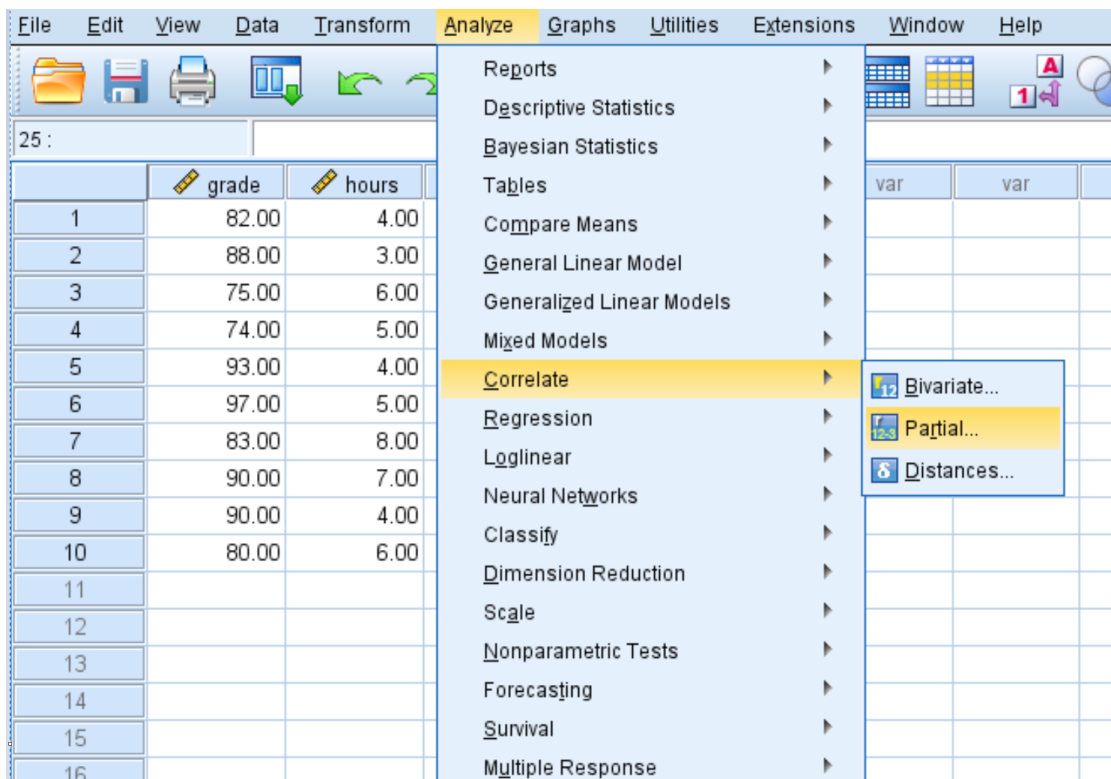 File Edit View Data Transform Analyze Graphs Utilities Extensions Window Help
25 :
grade hours var var
1 82.00 4.00
2 88.00 3.00
3 75.00 6.00
4 74.00 5.00
5 93.00 4.00
6 97.00 5.00
7 83.00 8.00
8 90.00 7.00
9 90.00 4.00
10 80.00 6.00
11
12
13
14
15
16
Reports
Descriptive Statistics
Bayesian Statistics
Tables
Compare Means
General Linear Model
Generalized Linear Models
Mixed Models
Correlate
Regression
Loglinear
Neural Networks
Classify
Dimension Reduction
Scale
Nonparametric Tests
Forecasting
Survival
Multiple Response
Bivariate...
Partial...
Distances...
A
1